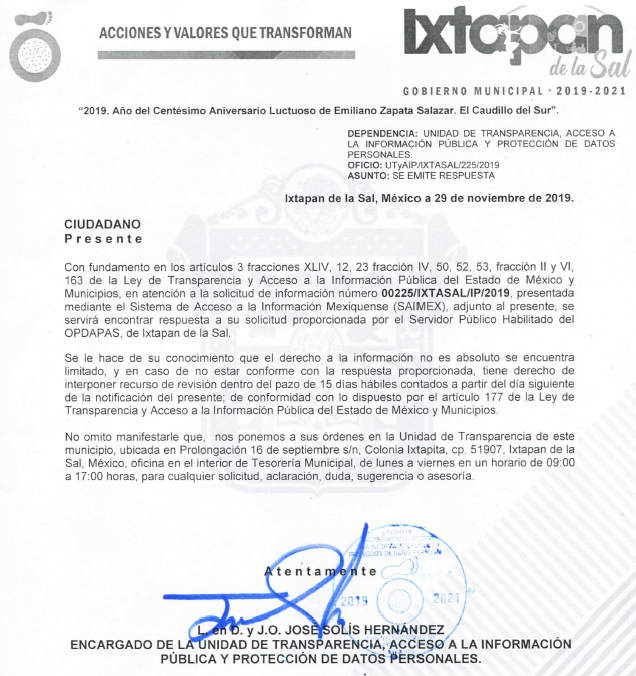 ACCIONES Y VALORES QUE TRANSFORMAN
Ixtapan
de la Sal
GOBIERNO MUNICIPAL • 2019-2021
“2019. Año del Centésimo Aniversario Luctuoso de Emiliano Zapata Salazar. El Caudillo del Sur”.
DEPENDENCIA: UNIDAD DE TRANSPARENCIA, ACCESO A
LA INFORMACIÓN PÚBLICA Y PROTECCIÓN DE DATOS
PERSONALES.
OFICIO: UTyAIP/IXTASAL/225/2019
ASUNTO: SE EMITE RESPUESTA
Ixtapan de la Sal, México a 29 de noviembre de 2019.
CIUDADANO
P r e s e n t e
Con fundamento en los artículos 3 fracciones XLIV, 12, 23 fracción IV, 50, 52, 53, fracción II y VI,
163 de la Ley de Transparencia y Acceso a la Información Pública del Estado de México y
Municipios, en atención a la solicitud de información número 00225/IXTASAL/IP/2019, presentada
mediante el Sistema de Acceso a la Información Mexiquense (SAIMEX), adjunto al presente, se
servirá encontrar respuesta a su solicitud proporcionada por el Servidor Público Habilitado del
OPDAPAS, de Ixtapan de la Sal.
Se le hace de su conocimiento que el derecho a la información no es absoluto se encuentra
limitado, y en caso de no estar conforme con la respuesta proporcionada, tiene derecho de
interponer recurso de revisión dentro del pazo de 15 días hábiles contados a partir del día siguiente
de la notificación del presente; de conformidad con lo dispuesto por el artículo 177 de la Ley de
Transparencia y Acceso a la Información Pública del Estado de México y Municipios.
No omito manifestarle que, nos ponemos a sus órdenes en la Unidad de Transparencia de este
municipio, ubicada en Prolongación 16 de septiembre s/n, Colonia Ixtapita, cp. 51907, Ixtapan de la
Sal, México, oficina en el interior de Tesorería Municipal, de lunes a viernes en un horario de 09:00
a 17:00 horas, para cualquier solicitud, aclaración, duda, sugerencia o asesoría.
A t e n t a m e n t e
2019 2021
L. en D. y J.O. JOSÉ SOLÍS HERNÁNDEZ
ENCARGADO DE LA UNIDAD DE TRANSPARENCIA, ACCESO A LA INFORMACIÓN
PÚBLICA Y PROTECCIÓN DE DATOS PERSONALES.